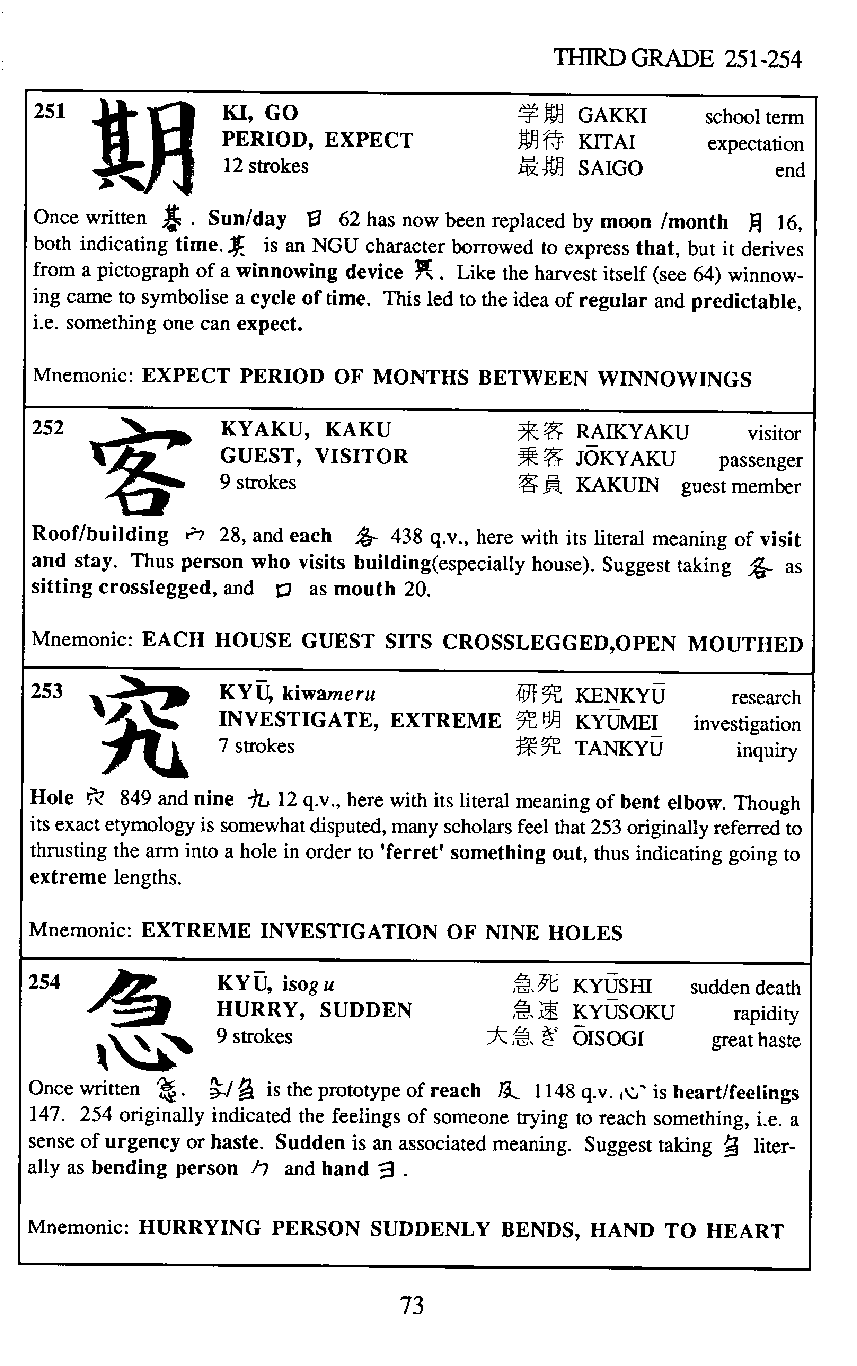 THIRD GRADE 251-254
251 期 KI, GO 学期 GAKKI school term
PERIOD, EXPECT 期待 KITAI expectation
12 strokes 最期 SAIGO end
Once written . Sun/day 日 62 has now been replaced by moon /month 月 16,
both indicating time. 其 is an NGU character borrowed to express that, but it derives
from a pictograph of a winnowing device . Like the harvest itself (see 64) winnow-
ing came to symbolise a cycle of time. This led to the idea of regular and predictable,
i.e. something one can expect.
Mnemonic: EXPECT PERIOD OF MONTHS BETWEEN WINNOWINGS
252 客 KYAKU, KAKU 来客 RAIKYAKU visitor
GUEST, VISITOR 乗客 JŌKYAKU passenger
9 strokes 客員 KAKUIN guest member
Roof/building 宀 28, and each 各 438 q.v., here with its literal meaning of visit
and stay. Thus person who visits building(especially house). Suggest taking 各 as
sitting crosslegged, and 口 as mouth 20.
Mnemonic: EACH HOUSE GUEST SITS CROSSLEGGED,OPEN MOUTHED
253 究 KYŪ, kiwameru 研究 KENKYŪ research
INVESTIGATE, EXTREME 究明 KYŪMEI investigation
7 strokes 探究 TANKYŪ inquiry
Hole 穴 849 and nine 九 12 q.v., here with its literal meaning of bent elbow. Though
its exact etymology is somewhat disputed, many scholars feel that 253 originally referred to
thrusting the arm into a hole in order to 'ferret' something out, thus indicating going to
extreme lengths.
Mnemonic: EXTREME INVESTIGATION OF NINE HOLES
254 急 KYŪ, isogu 急死 KYŪSHI sudden death
HURRY, SUDDEN 急速 KYŪSOKU rapidity
9 strokes 大急ぎ ŌISOGI great haste
Once written . / is the prototype of reach 及 1148 q.v. 心 is heart/feelings
147. 254 originally indicated the feelings of someone trying to reach something, i.e. a
sense of urgency or haste. Sudden is an associated meaning. Suggest taking 刍 liter-
ally as bending person ⺈ and hand ヨ .
Mnemonic: HURRYING PERSON SUDDENLY BENDS, HAND TO HEART
73